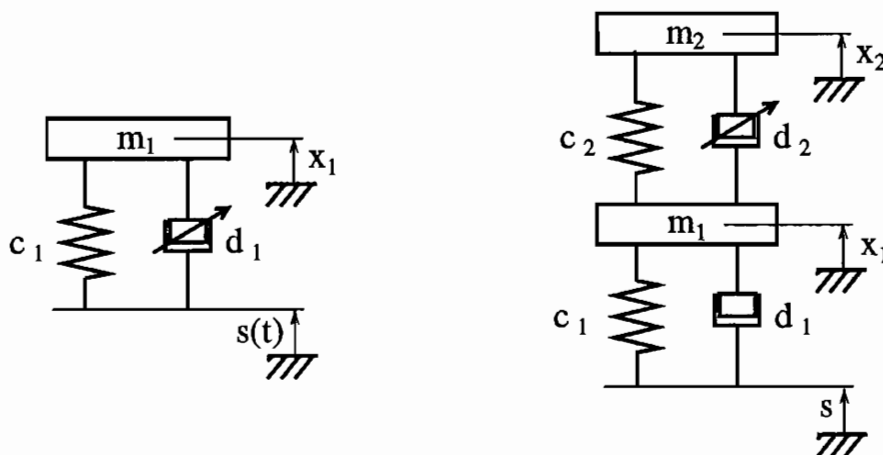 m₁
x₁
c₁
d₁
s(t)
m₂
x₂
c₂
d₂
m₁
x₁
c₁
d₁
s